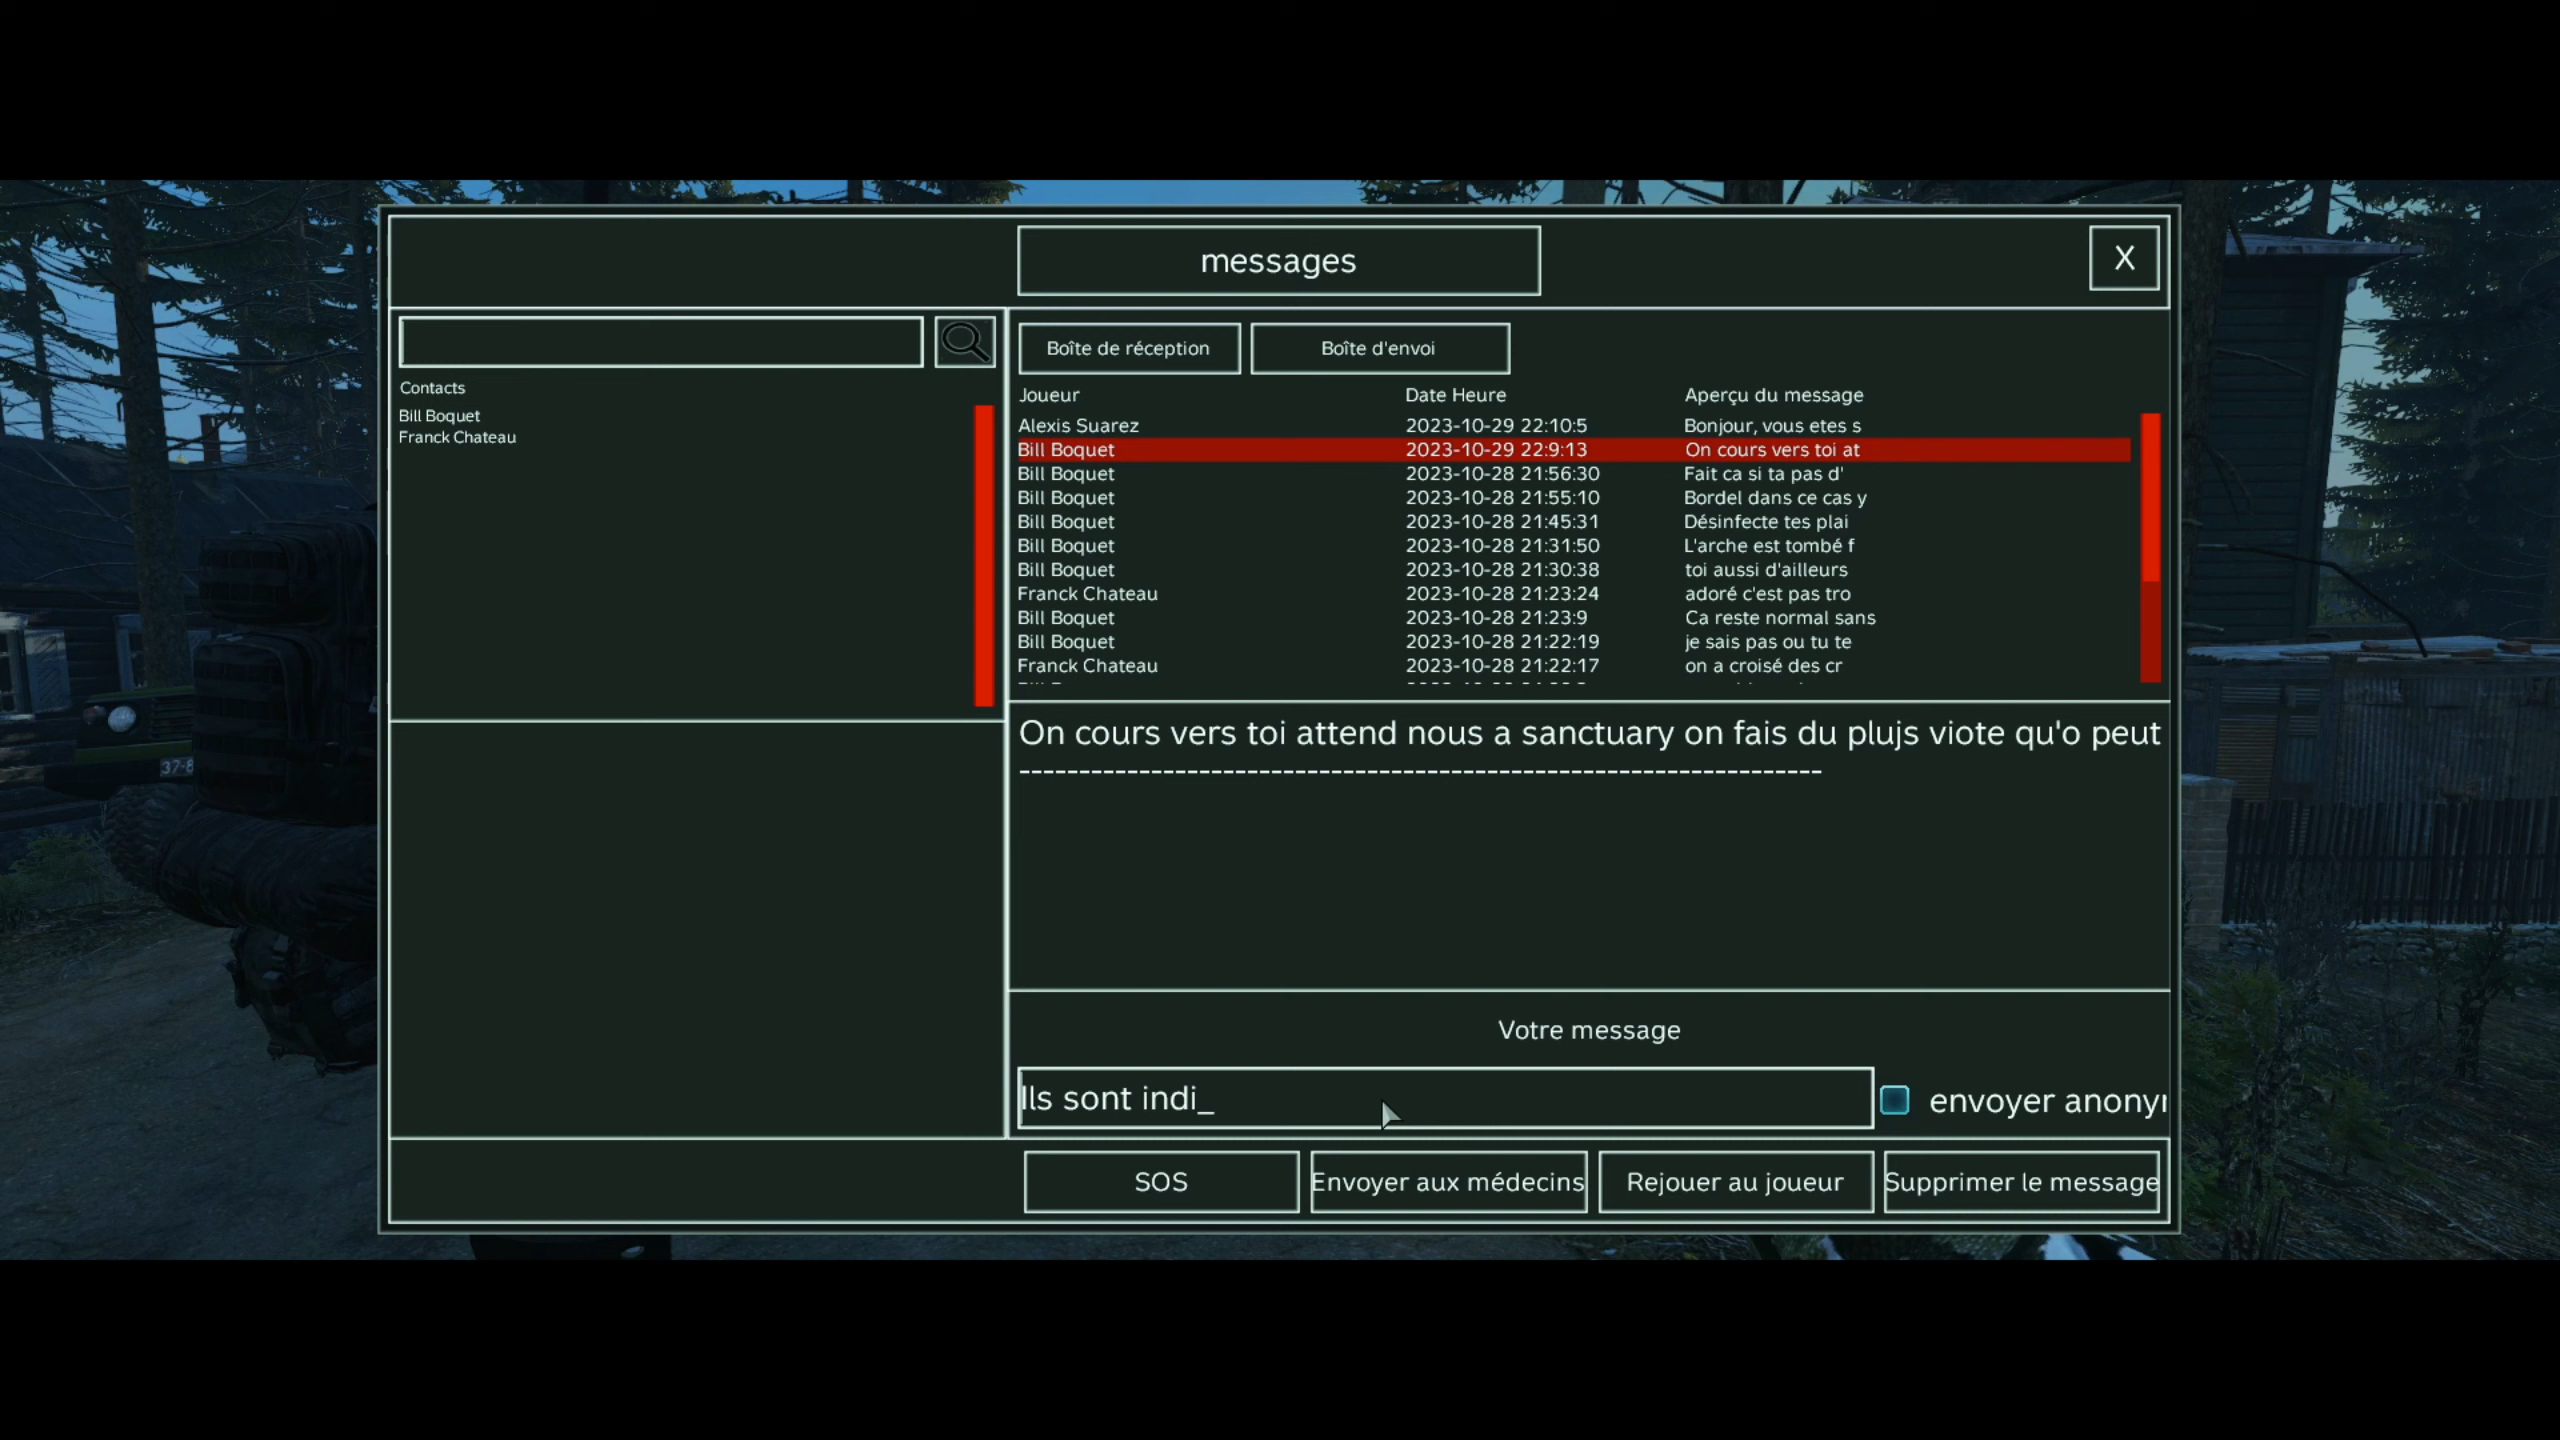 messages
X
Contacts
Bill Boquet
Franck Chateau
Boîte de réception
Boîte d'envoi
Joueur Date Heure Aperçu du message
Alexis Suarez 2023-10-29 22:10:5 Bonjour, vous etes s
Bill Boquet 2023-10-29 22:9:13 On cours vers toi at
Bill Boquet 2023-10-28 21:56:30 Fait ca si ta pas d'
Bill Boquet 2023-10-28 21:55:10 Bordel dans ce cas y
Bill Boquet 2023-10-28 21:45:31 Désinfecte tes plai
Bill Boquet 2023-10-28 21:31:50 L'arche est tombé f
Bill Boquet 2023-10-28 21:30:38 toi aussi d'ailleurs
Franck Chateau 2023-10-28 21:23:24 adoré c'est pas tro
Bill Boquet 2023-10-28 21:23:9 Ca reste normal sans
Bill Boquet 2023-10-28 21:22:19 je sais pas ou tu te
Franck Chateau 2023-10-28 21:22:17 on a croisé des cr
On cours vers toi attend nous a sanctuary on fais du plujs viote qu'o peut
-------------------------------------------------------------------
Votre message
Ils sont indi_
envoyer anony
SOS
Envoyer aux médecins
Rejouer au joueur
Supprimer le message
37-8